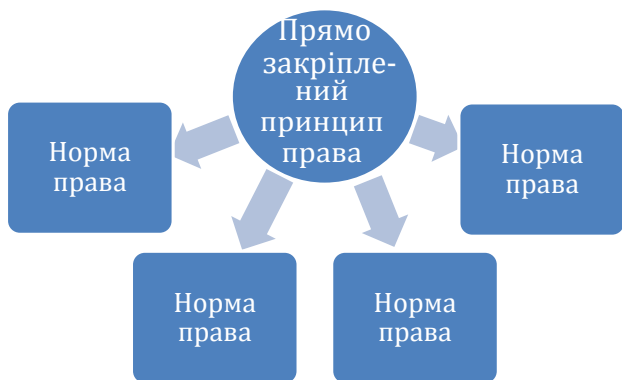 Прямо
закріпле-
ний
принцип
права
Норма
права
Норма
права
Норма
права
Норма
права